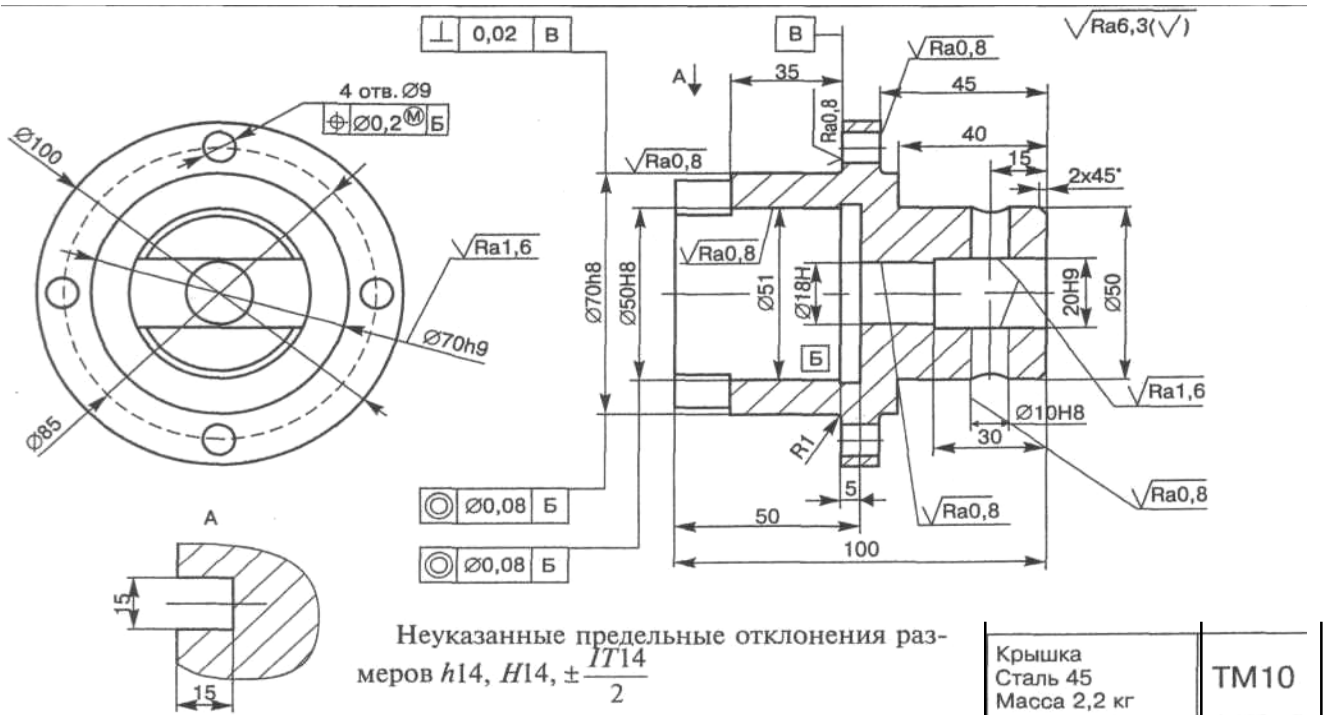 ⊥ 0,02 В
В
√Ra6,3(√)
√Ra0,8
А
35
45
4 отв. Ø9
⌖ Ø0,2 Ⓜ Б
Ra0,8
40
Ø100
√Ra0,8
15
2x45°
√Ra1,6
√Ra0,8
Ø70h8
Ø50H8
Ø51
Ø18H
20H9
Ø50
Ø70h9
Б
√Ra1,6
Ø85
R1
Ø10H8
30
5
√Ra0,8
◎ Ø0,08 Б
50
√Ra0,8
А
100
◎ Ø0,08 Б
15
15
Неуказанные предельные отклонения раз-
меров h14, H14, ± IT14/2
Крышка
Сталь 45
Масса 2,2 кг
ТМ10